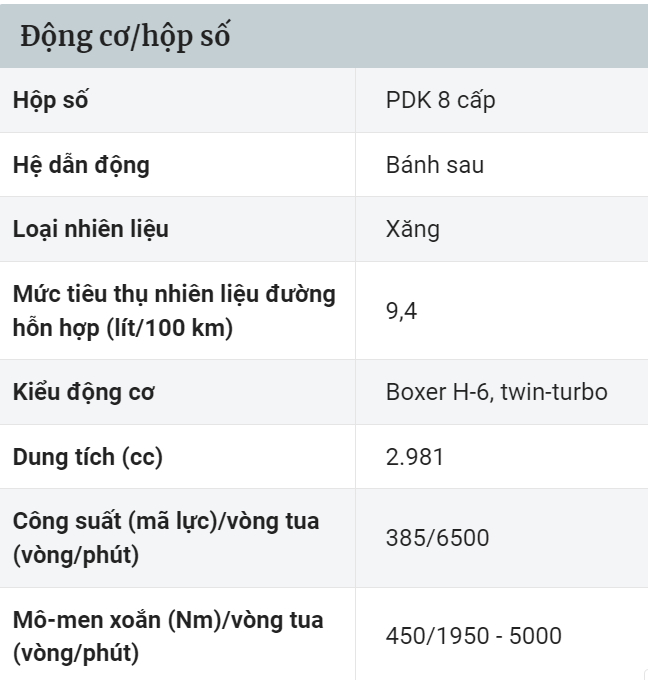 Động cơ/hộp số
Hộp số
PDK 8 cấp
Hệ dẫn động
Bánh sau
Loại nhiên liệu
Xăng
Mức tiêu thụ nhiên liệu đường
hỗn hợp (lít/100 km)
9,4
Kiểu động cơ
Boxer H-6, twin-turbo
Dung tích (cc)
2.981
Công suất (mã lực)/vòng tua
(vòng/phút)
385/6500
Mô-men xoắn (Nm)/vòng tua
(vòng/phút)
450/1950 - 5000